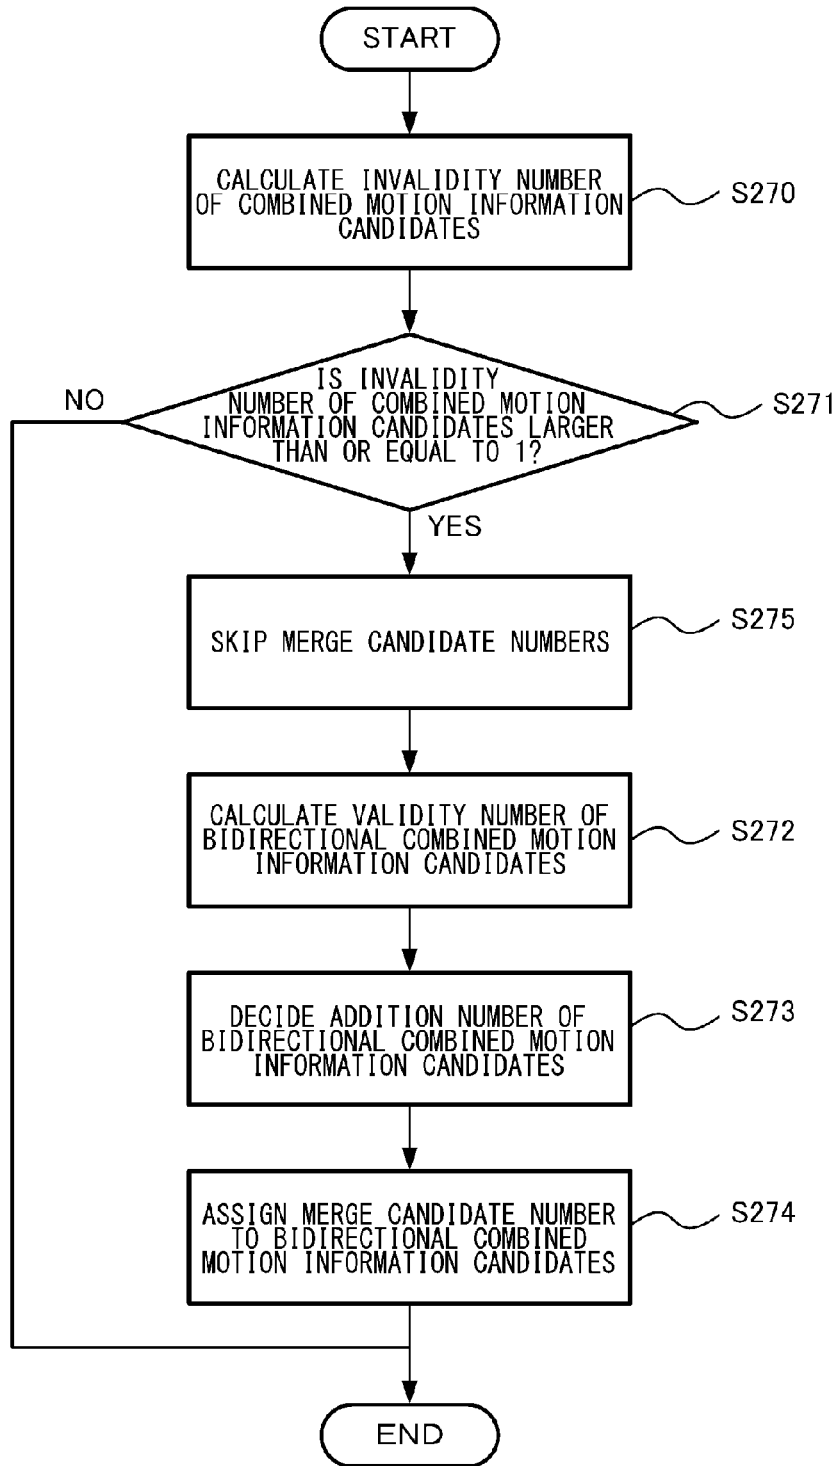 START
CALCULATE INVALIDITY NUMBER
OF COMBINED MOTION INFORMATION
CANDIDATES
S270
IS INVALIDITY
NUMBER OF COMBINED MOTION
INFORMATION CANDIDATES LARGER
THAN OR EQUAL TO 1?
S271
NO
YES
SKIP MERGE CANDIDATE NUMBERS
S275
CALCULATE VALIDITY NUMBER OF
BIDIRECTIONAL COMBINED MOTION
INFORMATION CANDIDATES
S272
DECIDE ADDITION NUMBER OF
BIDIRECTIONAL COMBINED MOTION
INFORMATION CANDIDATES
S273
ASSIGN MERGE CANDIDATE NUMBER
TO BIDIRECTIONAL COMBINED
MOTION INFORMATION CANDIDATES
S274
END